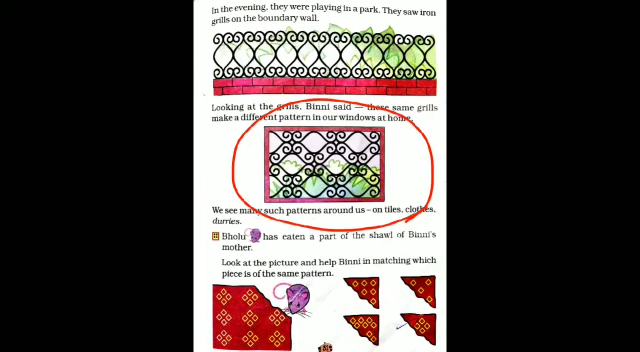 In the evening, they were playing in a park. They saw iron
grills on the boundary wall.
Looking at the grills, Binni said — these same grills
make a different pattern in our windows at home.
We see many such patterns around us – on tiles, clothes,
durries.
Bholu has eaten a part of the shawl of Binni's
mother.
Look at the picture and help Binni in matching which
piece is of the same pattern.